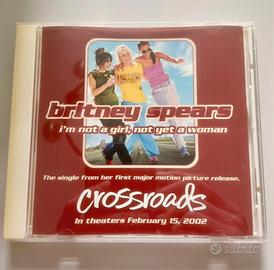 britney spears
i'm not a girl, not yet a woman
The single from her first major motion picture release,
crossroads
In theaters February 15, 2002
Subito